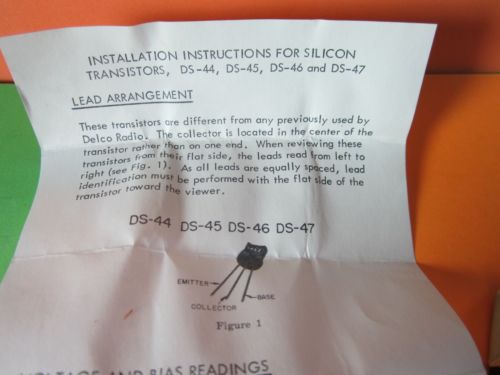 INSTALLATION INSTRUCTIONS FOR SILICON
TRANSISTORS, DS-44, DS-45, DS-46 and DS-47
LEAD ARRANGEMENT
These transistors are different from any previously used by
Delco Radio. The collector is located in the center of the
transistor rather than on one end. When reviewing these
transistors from their flat side, the leads read from left to
right (see Fig. 1). As all leads are equally spaced, lead
identification must be performed with the flat side of the
transistor toward the viewer.
DS-44 DS-45 DS-46 DS-47
EMITTER
BASE
COLLECTOR
Figure 1
VOLTAGE AND BIAS READINGS